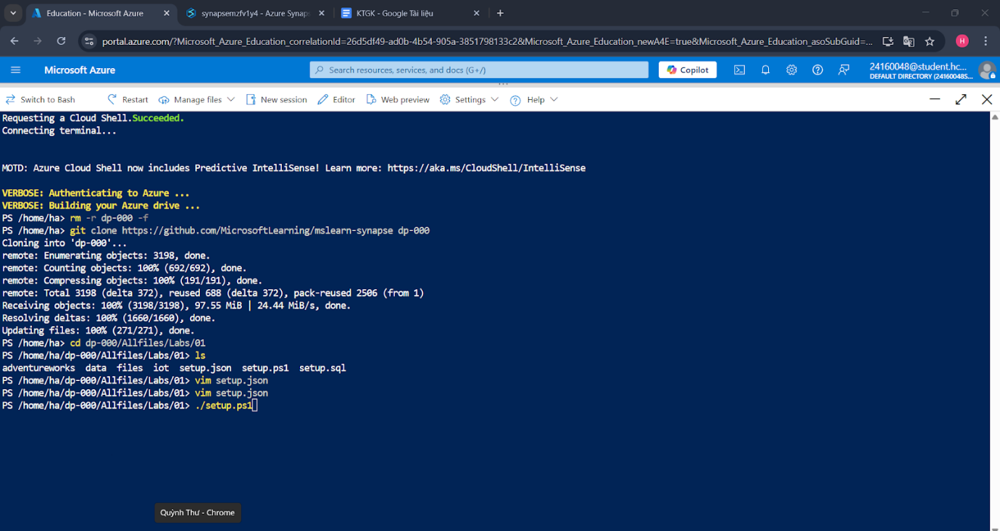 Education - Microsoft Azure
synapsemzfv1y4 - Azure Synaps
KTGK - Google Tài liệu
portal.azure.com/?Microsoft_Azure_Education_correlationId=26d5df49-ad0b-4b54-905a-3851798133c2&Microsoft_Azure_Education_newA4E=true&Microsoft_Azure_Education_asoSubGuid=...
H
Microsoft Azure
Search resources, services, and docs (G+/)
Copilot
24160048@student.hc...
DEFAULT DIRECTORY (24160048S...
Switch to Bash
Restart
Manage files
New session
Editor
Web preview
Settings
Help
Requesting a Cloud Shell.Succeeded.
Connecting terminal...
MOTD: Azure Cloud Shell now includes Predictive IntelliSense! Learn more: https://aka.ms/CloudShell/IntelliSense
VERBOSE: Authenticating to Azure ...
VERBOSE: Building your Azure drive ...
PS /home/ha> rm -r dp-000 -f
PS /home/ha> git clone https://github.com/MicrosoftLearning/mslearn-synapse dp-000
Cloning into 'dp-000'...
remote: Enumerating objects: 3198, done.
remote: Counting objects: 100% (692/692), done.
remote: Compressing objects: 100% (191/191), done.
remote: Total 3198 (delta 372), reused 688 (delta 372), pack-reused 2506 (from 1)
Receiving objects: 100% (3198/3198), 97.55 MiB | 24.44 MiB/s, done.
Resolving deltas: 100% (1660/1660), done.
Updating files: 100% (271/271), done.
PS /home/ha> cd dp-000/Allfiles/Labs/01
PS /home/ha/dp-000/Allfiles/Labs/01> ls
adventureworks  data  files  iot  setup.json  setup.ps1  setup.sql
PS /home/ha/dp-000/Allfiles/Labs/01> vim setup.json
PS /home/ha/dp-000/Allfiles/Labs/01> vim setup.json
PS /home/ha/dp-000/Allfiles/Labs/01> ./setup.ps1
Quỳnh Thư - Chrome